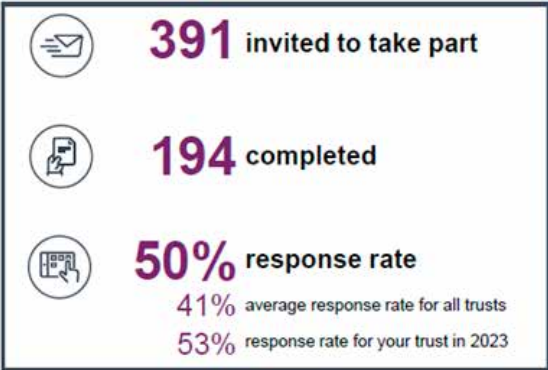 391 invited to take part
194 completed
50% response rate
41% average response rate for all trusts
53% response rate for your trust in 2023